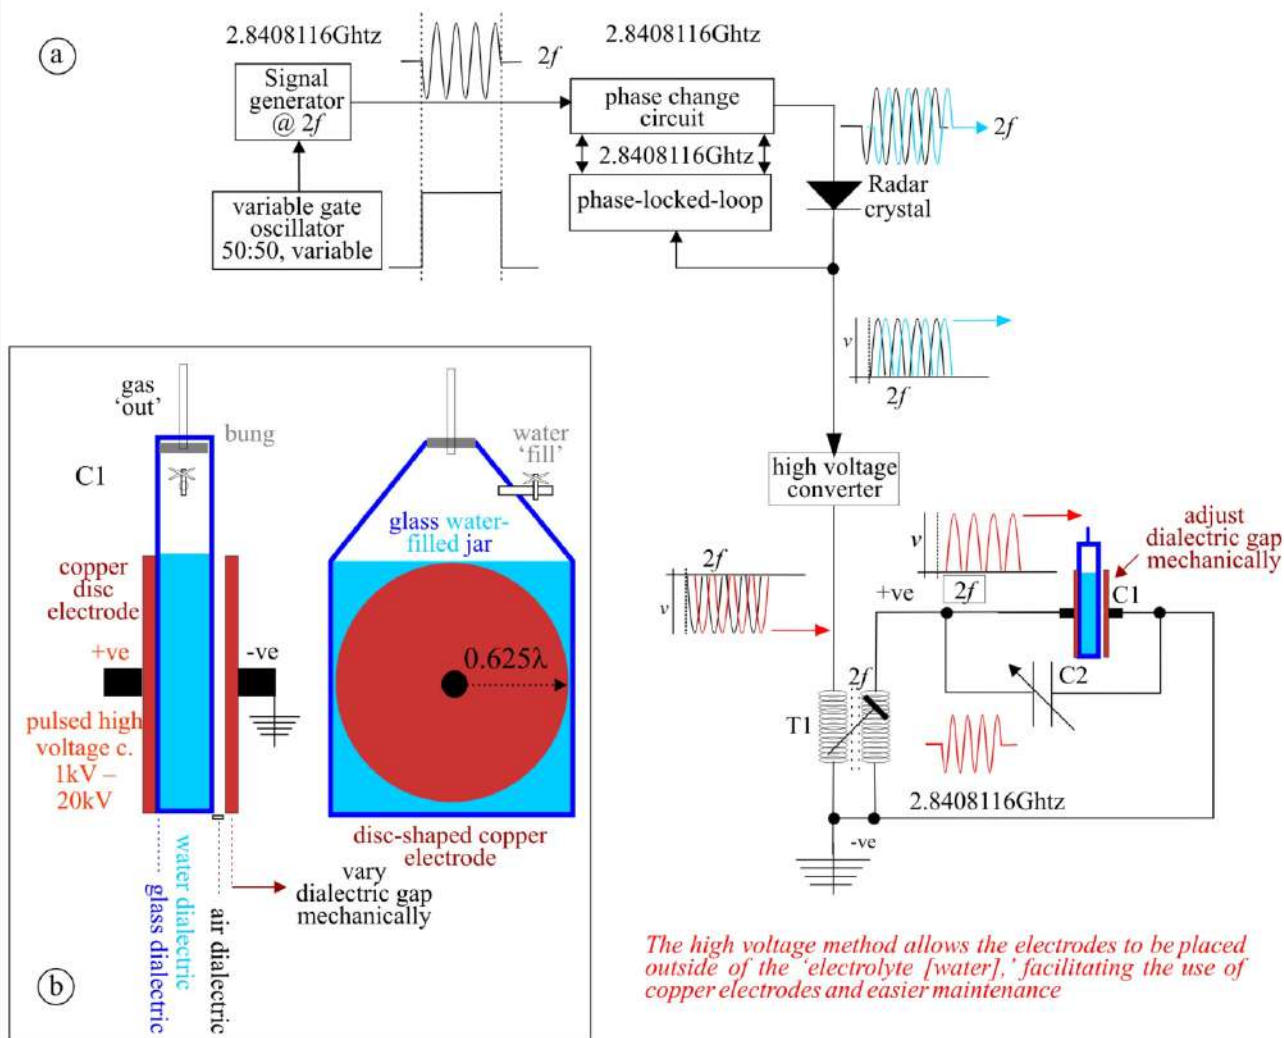 a
2.8408116Ghtz
2f
2.8408116Ghtz
Signal
generator
@ 2f
phase change
circuit
2f
2.8408116Ghtz
variable gate
oscillator
50:50, variable
phase-locked-loop
Radar
crystal
v
2f
high voltage
converter
gas
‘out’
bung
C1
water
‘fill’
glass water-
filled jar
copper
disc
electrode
+ve
-ve
0.625λ
pulsed high
voltage c.
1kV –
20kV
disc-shaped copper
electrode
vary
dialectric gap
mechanically
glass dialectric
water dialectric
air dialectric
b
2f
v
v
2f
+ve
adjust
dialectric gap
mechanically
C1
C2
2f
T1
2.8408116Ghtz
-ve
The high voltage method allows the electrodes to be placed
outside of the ‘electrolyte [water],’ facilitating the use of
copper electrodes and easier maintenance